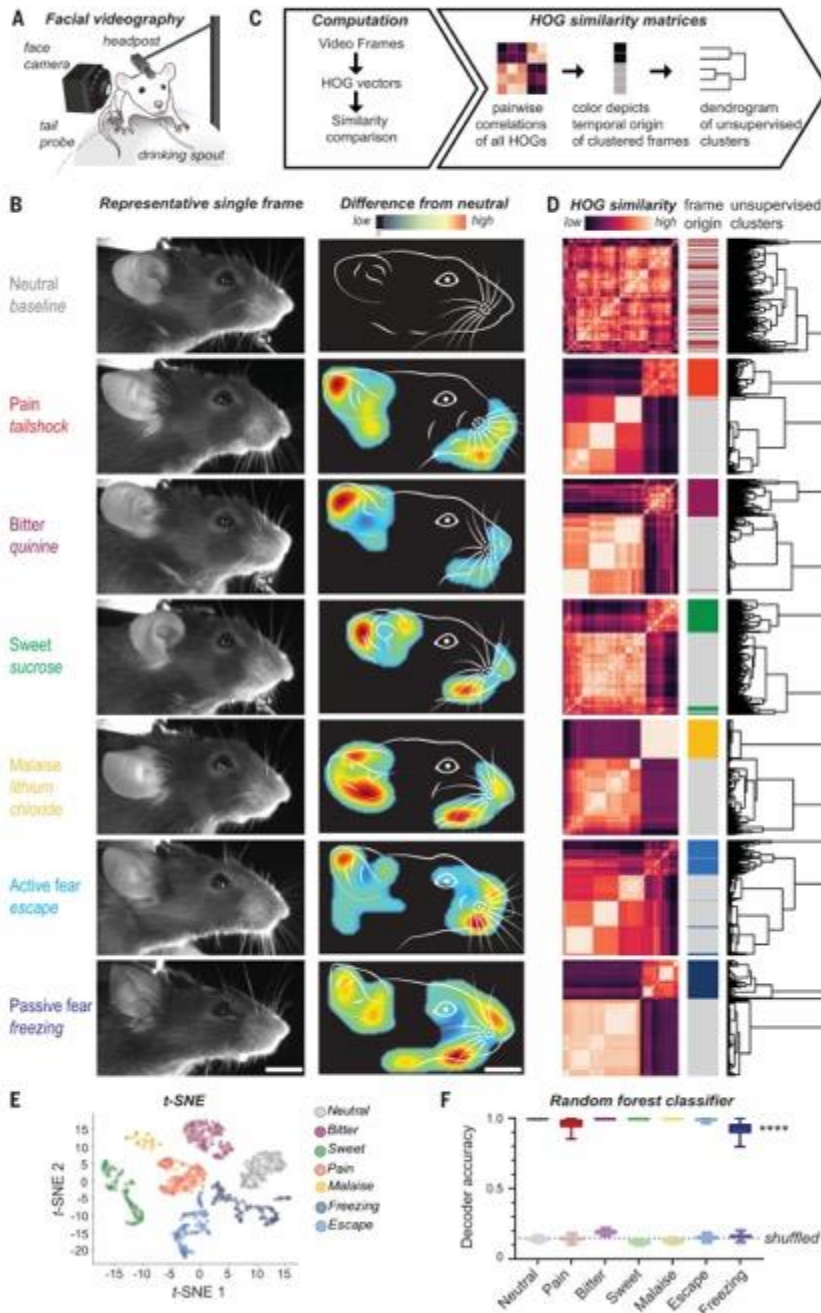 A
Facial videography
face
camera
headpost
tail
probe
drinking spout
C
Computation
Video Frames
HOG vectors
Similarity
comparison
HOG similarity matrices
pairwise
correlations
of all HOGs
color depicts
temporal origin
of clustered frames
dendrogram
of unsupervised
clusters
B
Representative single frame
Difference from neutral
low
high
D
HOG similarity
low
high
frame
origin
unsupervised
clusters
Neutral
baseline
Pain
tailshock
Bitter
quinine
Sweet
sucrose
Malaise
lithium
chloride
Active fear
escape
Passive fear
freezing
E
t-SNE
t-SNE 2
15
10
5
0
-5
-10
-15
-20
-15
-10
-5
0
5
10
15
t-SNE 1
Neutral
Bitter
Sweet
Pain
Malaise
Freezing
Escape
F
Random forest classifier
Decoder accuracy
1.0
0.5
0
****
shuffled
Neutral
Pain
Bitter
Sweet
Malaise
Escape
Freezing